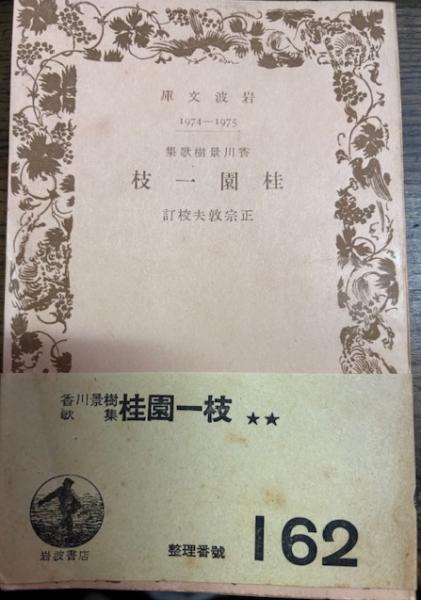 庫文波岩
1974—1975
集歌樹景川香
枝一園桂
訂校夫敦宗正
香川景樹
歌集
桂園一枝 ★★
岩波書店
整理番號 162